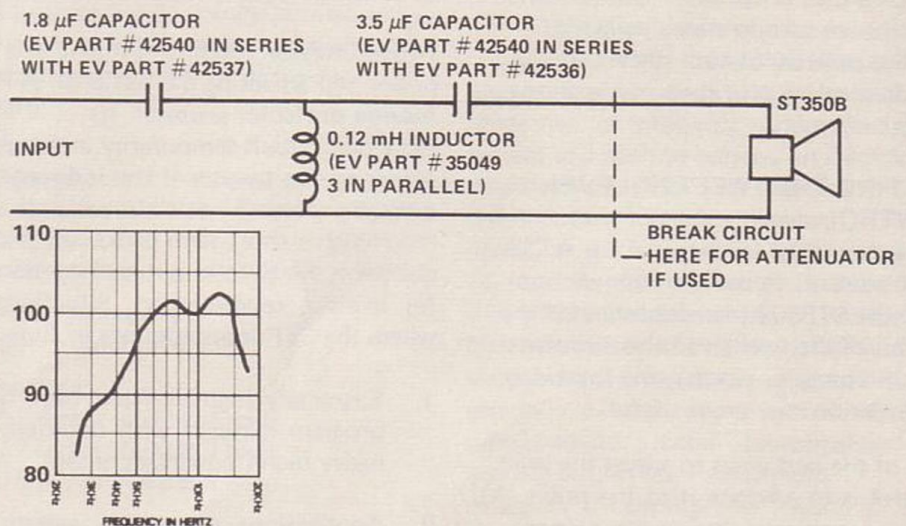 1.8 μF CAPACITOR
(EV PART #42540 IN SERIES
WITH EV PART #42537)
3.5 μF CAPACITOR
(EV PART #42540 IN SERIES
WITH EV PART #42536)
ST350B
INPUT
0.12 mH INDUCTOR
(EV PART #35049
3 IN PARALLEL)
BREAK CIRCUIT
HERE FOR ATTENUATOR
IF USED
110
100
90
80
2KHz 3KHz 4KHz 5KHz 10KHz 20KHz
FREQUENCY IN HERTZ